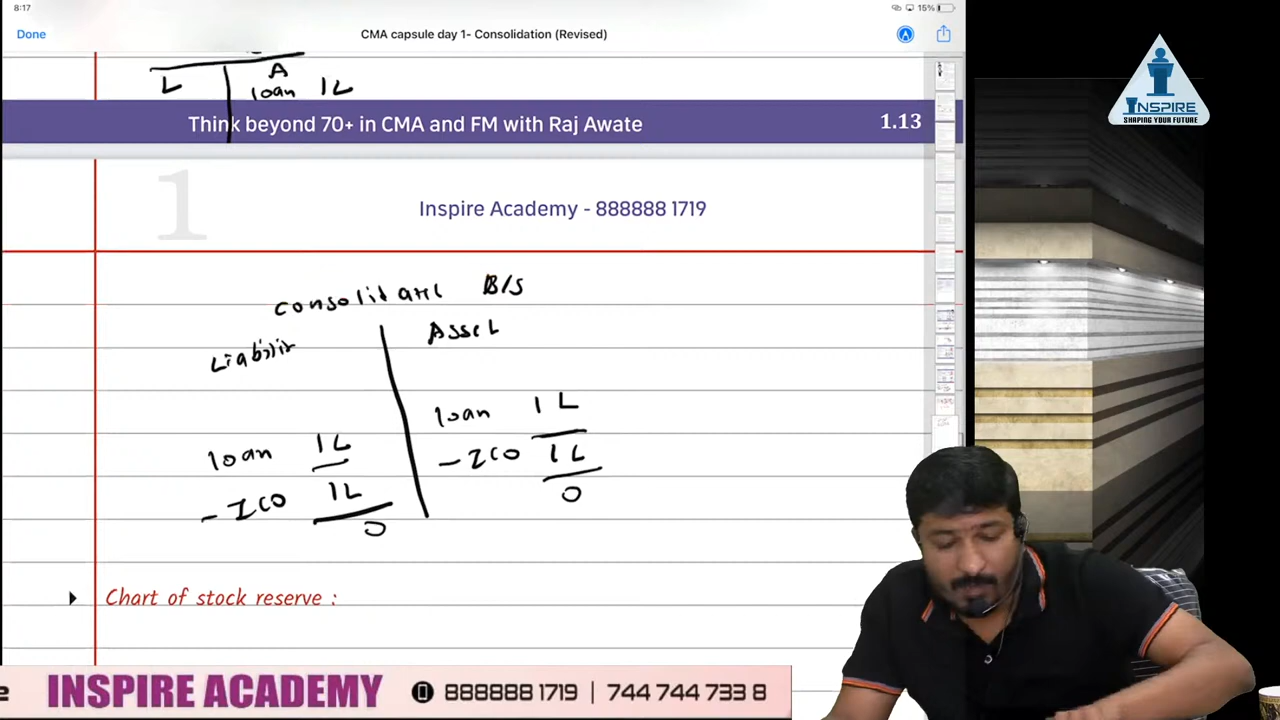 8:17
15%
Done
CMA capsule day 1- Consolidation (Revised)
L
A
loan 1L
Think beyond 70+ in CMA and FM with Raj Awate
1.13
1
Inspire Academy - 888888 1719
B/S
Asset
loan 1L
loan 1L
-ICO 1L
-ICO 1L
0
0
Chart of stock reserve :
INSPIRE
SHAPING YOUR FUTURE
INSPIRE ACADEMY 888888 1719 | 744 744 733 8